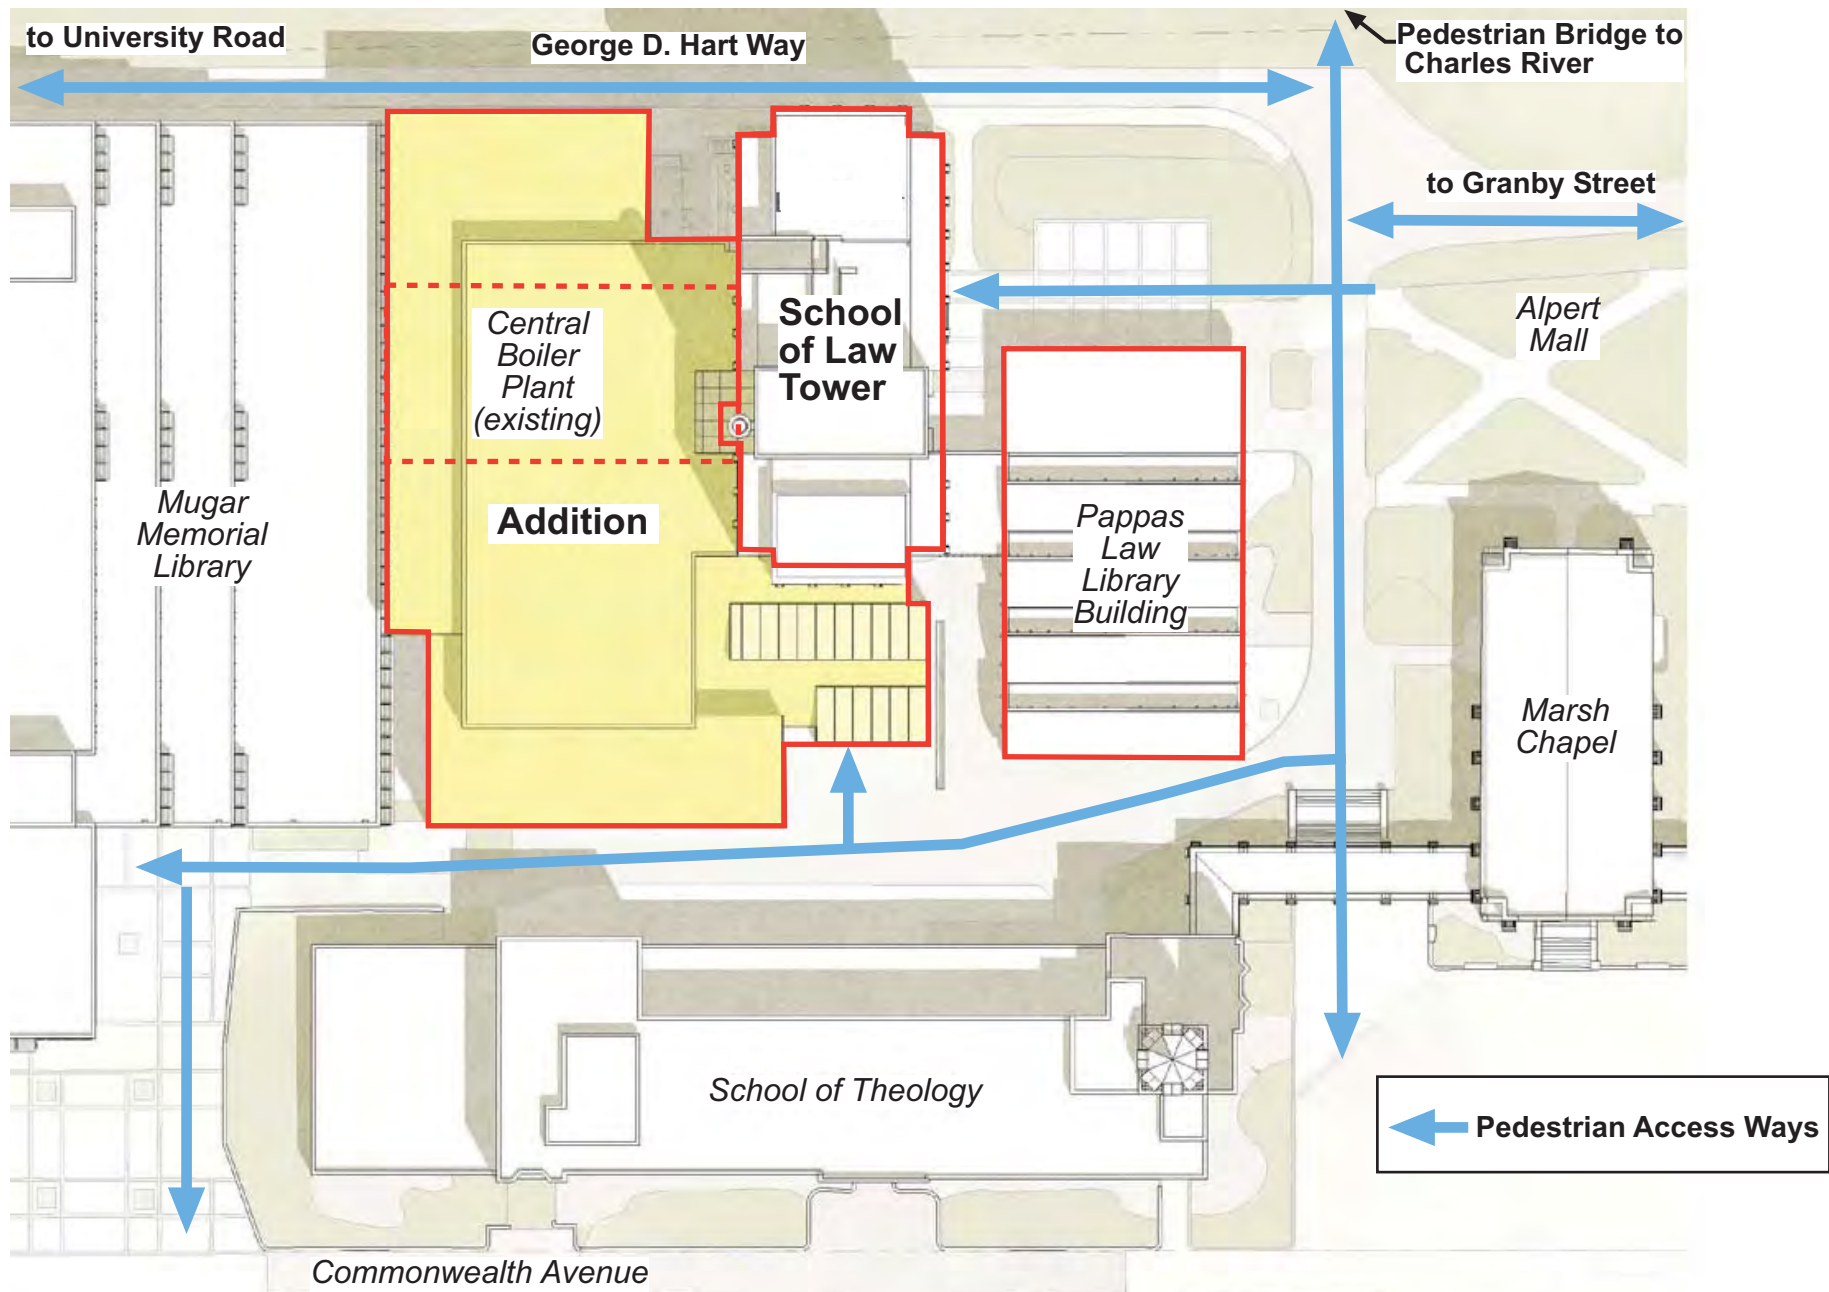 to University Road
George D. Hart Way
Pedestrian Bridge to
Charles River
to Granby Street
Central
Boiler
Plant
(existing)
School
of Law
Tower
Alpert
Mall
Mugar
Memorial
Library
Addition
Pappas
Law
Library
Building
Marsh
Chapel
School of Theology
Pedestrian Access Ways
Commonwealth Avenue